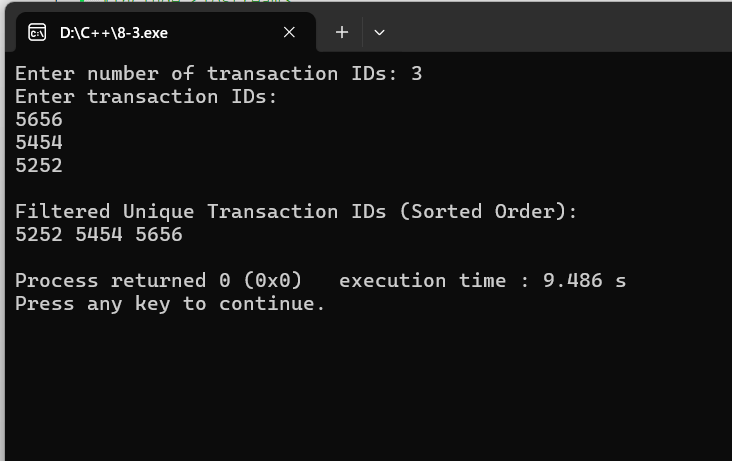 D:\C++\8-3.exe
Enter number of transaction IDs: 3
Enter transaction IDs:
5656
5454
5252
Filtered Unique Transaction IDs (Sorted Order):
5252 5454 5656
Process returned 0 (0x0)   execution time : 9.486 s
Press any key to continue.